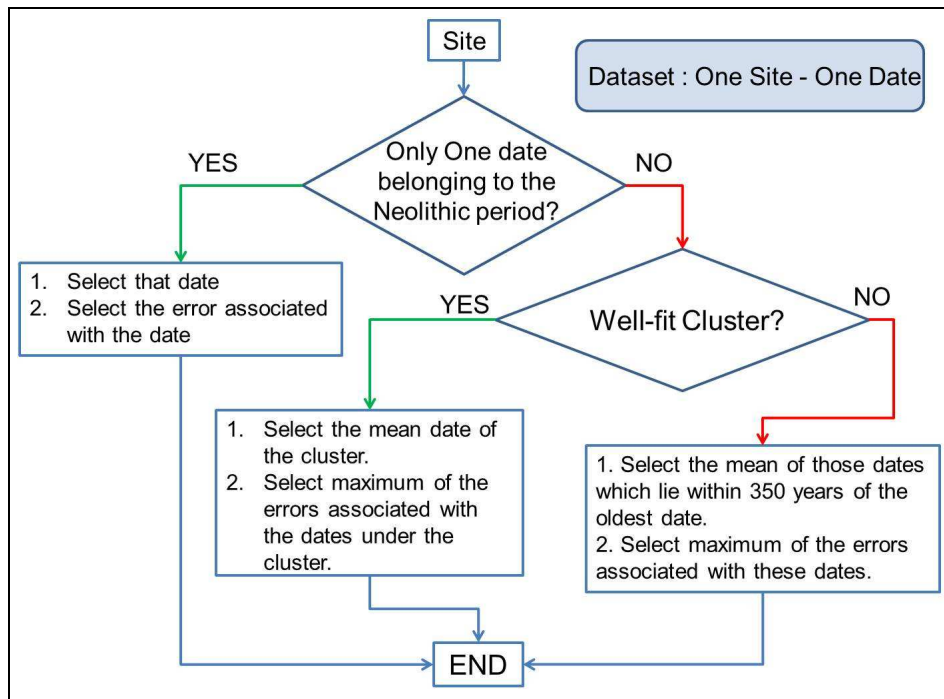 Site
Dataset : One Site - One Date
Only One date
belonging to the
Neolithic period?
YES
NO
1. Select that date
2. Select the error associated
with the date
Well-fit Cluster?
YES
NO
1. Select the mean date of
the cluster.
2. Select maximum of the
errors associated with
the dates under the
cluster.
1. Select the mean of those dates
which lie within 350 years of the
oldest date.
2. Select maximum of the errors
associated with these dates.
END